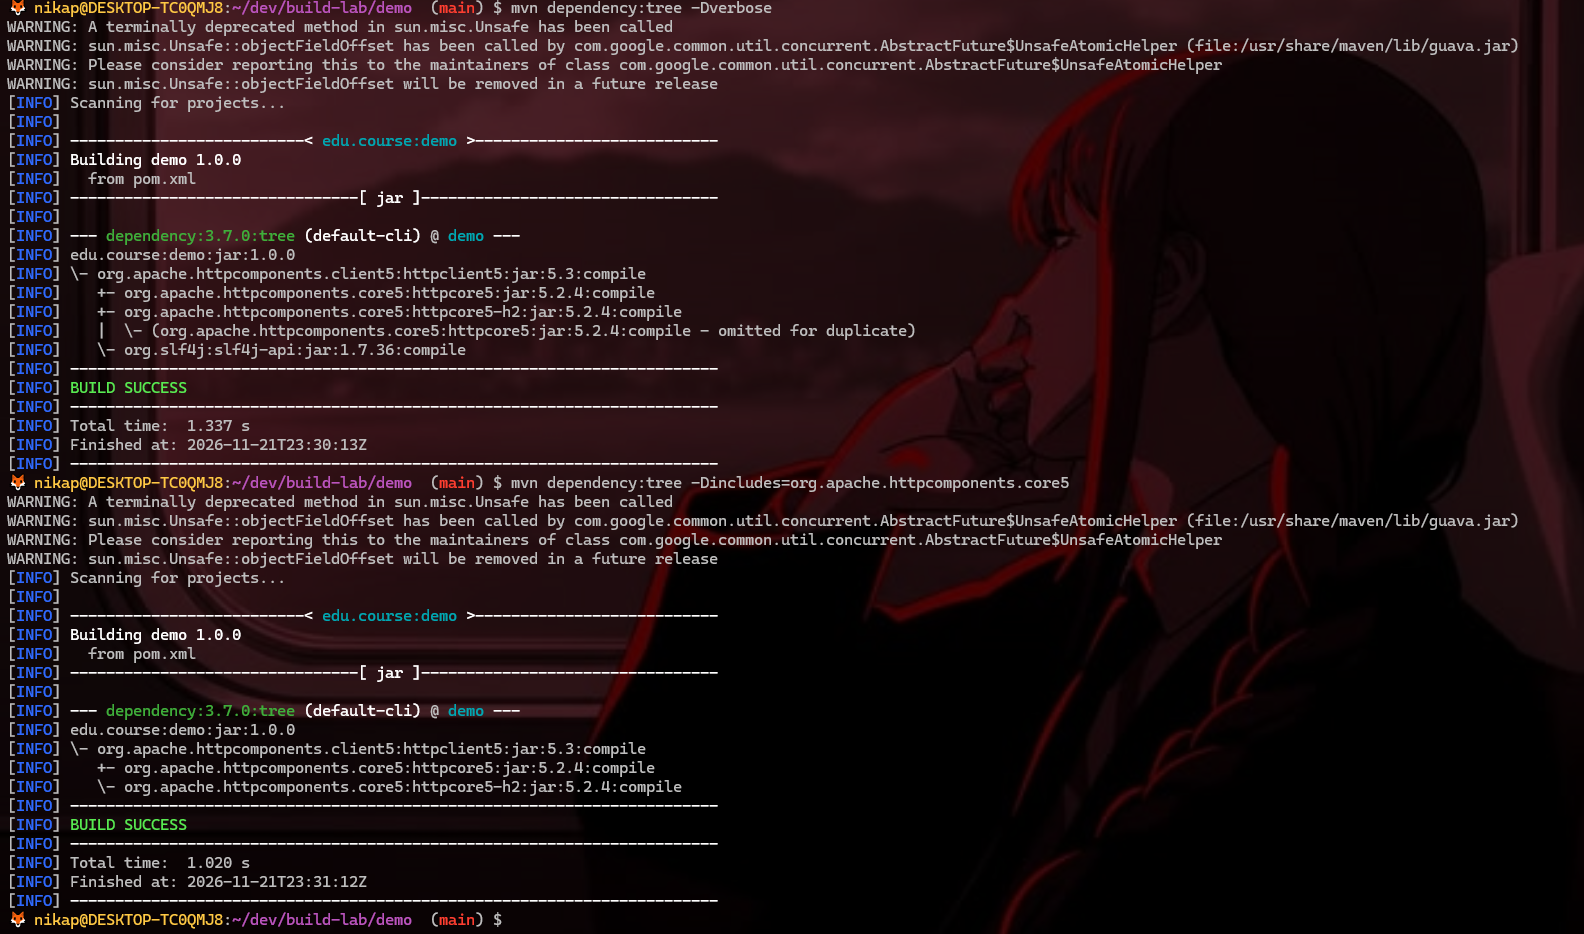 🦊 nikap@DESKTOP-TC0QMJ8:~/dev/build-lab/demo  (main) $ mvn dependency:tree -Dverbose
WARNING: A terminally deprecated method in sun.misc.Unsafe has been called
WARNING: sun.misc.Unsafe::objectFieldOffset has been called by com.google.common.util.concurrent.AbstractFuture$UnsafeAtomicHelper (file:/usr/share/maven/lib/guava.jar)
WARNING: Please consider reporting this to the maintainers of class com.google.common.util.concurrent.AbstractFuture$UnsafeAtomicHelper
WARNING: sun.misc.Unsafe::objectFieldOffset will be removed in a future release
[INFO] Scanning for projects...
[INFO]
[INFO] --------------------------< edu.course:demo >---------------------------
[INFO] Building demo 1.0.0
[INFO]   from pom.xml
[INFO] --------------------------------[ jar ]---------------------------------
[INFO]
[INFO] --- dependency:3.7.0:tree (default-cli) @ demo ---
[INFO] edu.course:demo:jar:1.0.0
[INFO] \- org.apache.httpcomponents.client5:httpclient5:jar:5.3:compile
[INFO]    +- org.apache.httpcomponents.core5:httpcore5:jar:5.2.4:compile
[INFO]    +- org.apache.httpcomponents.core5:httpcore5-h2:jar:5.2.4:compile
[INFO]    |  \- (org.apache.httpcomponents.core5:httpcore5:jar:5.2.4:compile - omitted for duplicate)
[INFO]    \- org.slf4j:slf4j-api:jar:1.7.36:compile
[INFO] ------------------------------------------------------------------------
[INFO] BUILD SUCCESS
[INFO] ------------------------------------------------------------------------
[INFO] Total time:  1.337 s
[INFO] Finished at: 2026-11-21T23:30:13Z
[INFO] ------------------------------------------------------------------------
🦊 nikap@DESKTOP-TC0QMJ8:~/dev/build-lab/demo  (main) $ mvn dependency:tree -Dincludes=org.apache.httpcomponents.core5
WARNING: A terminally deprecated method in sun.misc.Unsafe has been called
WARNING: sun.misc.Unsafe::objectFieldOffset has been called by com.google.common.util.concurrent.AbstractFuture$UnsafeAtomicHelper (file:/usr/share/maven/lib/guava.jar)
WARNING: Please consider reporting this to the maintainers of class com.google.common.util.concurrent.AbstractFuture$UnsafeAtomicHelper
WARNING: sun.misc.Unsafe::objectFieldOffset will be removed in a future release
[INFO] Scanning for projects...
[INFO]
[INFO] --------------------------< edu.course:demo >---------------------------
[INFO] Building demo 1.0.0
[INFO]   from pom.xml
[INFO] --------------------------------[ jar ]---------------------------------
[INFO]
[INFO] --- dependency:3.7.0:tree (default-cli) @ demo ---
[INFO] edu.course:demo:jar:1.0.0
[INFO] \- org.apache.httpcomponents.client5:httpclient5:jar:5.3:compile
[INFO]    +- org.apache.httpcomponents.core5:httpcore5:jar:5.2.4:compile
[INFO]    \- org.apache.httpcomponents.core5:httpcore5-h2:jar:5.2.4:compile
[INFO] ------------------------------------------------------------------------
[INFO] BUILD SUCCESS
[INFO] ------------------------------------------------------------------------
[INFO] Total time:  1.020 s
[INFO] Finished at: 2026-11-21T23:31:12Z
[INFO] ------------------------------------------------------------------------
🦊 nikap@DESKTOP-TC0QMJ8:~/dev/build-lab/demo  (main) $